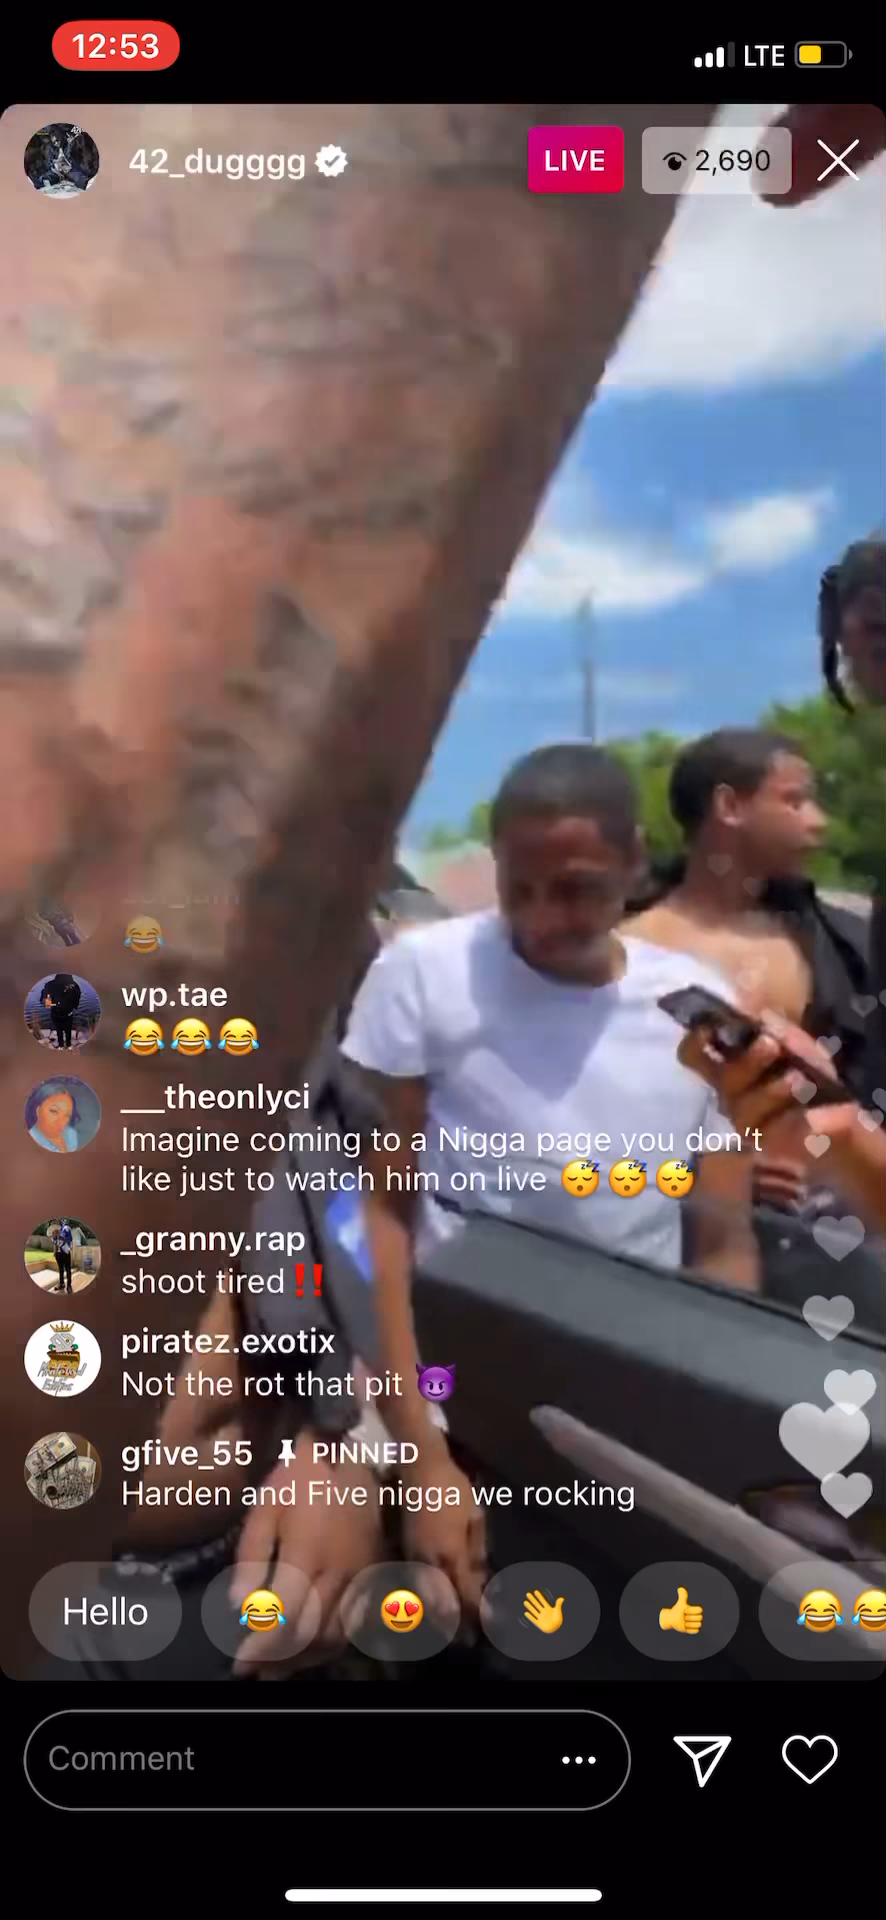 12:53
LTE
42_dugggg
LIVE
2,690
😂
wp.tae
😂😂😂
___theonlyci
Imagine coming to a Nigga page you don't
like just to watch him on live 😴😴😴
_granny.rap
shoot tired‼️
piratez.exotix
Not the rot that pit 😈
gfive_55 PINNED
Harden and Five nigga we rocking
Hello 😂 😍 👋 👍 😂😂
Comment